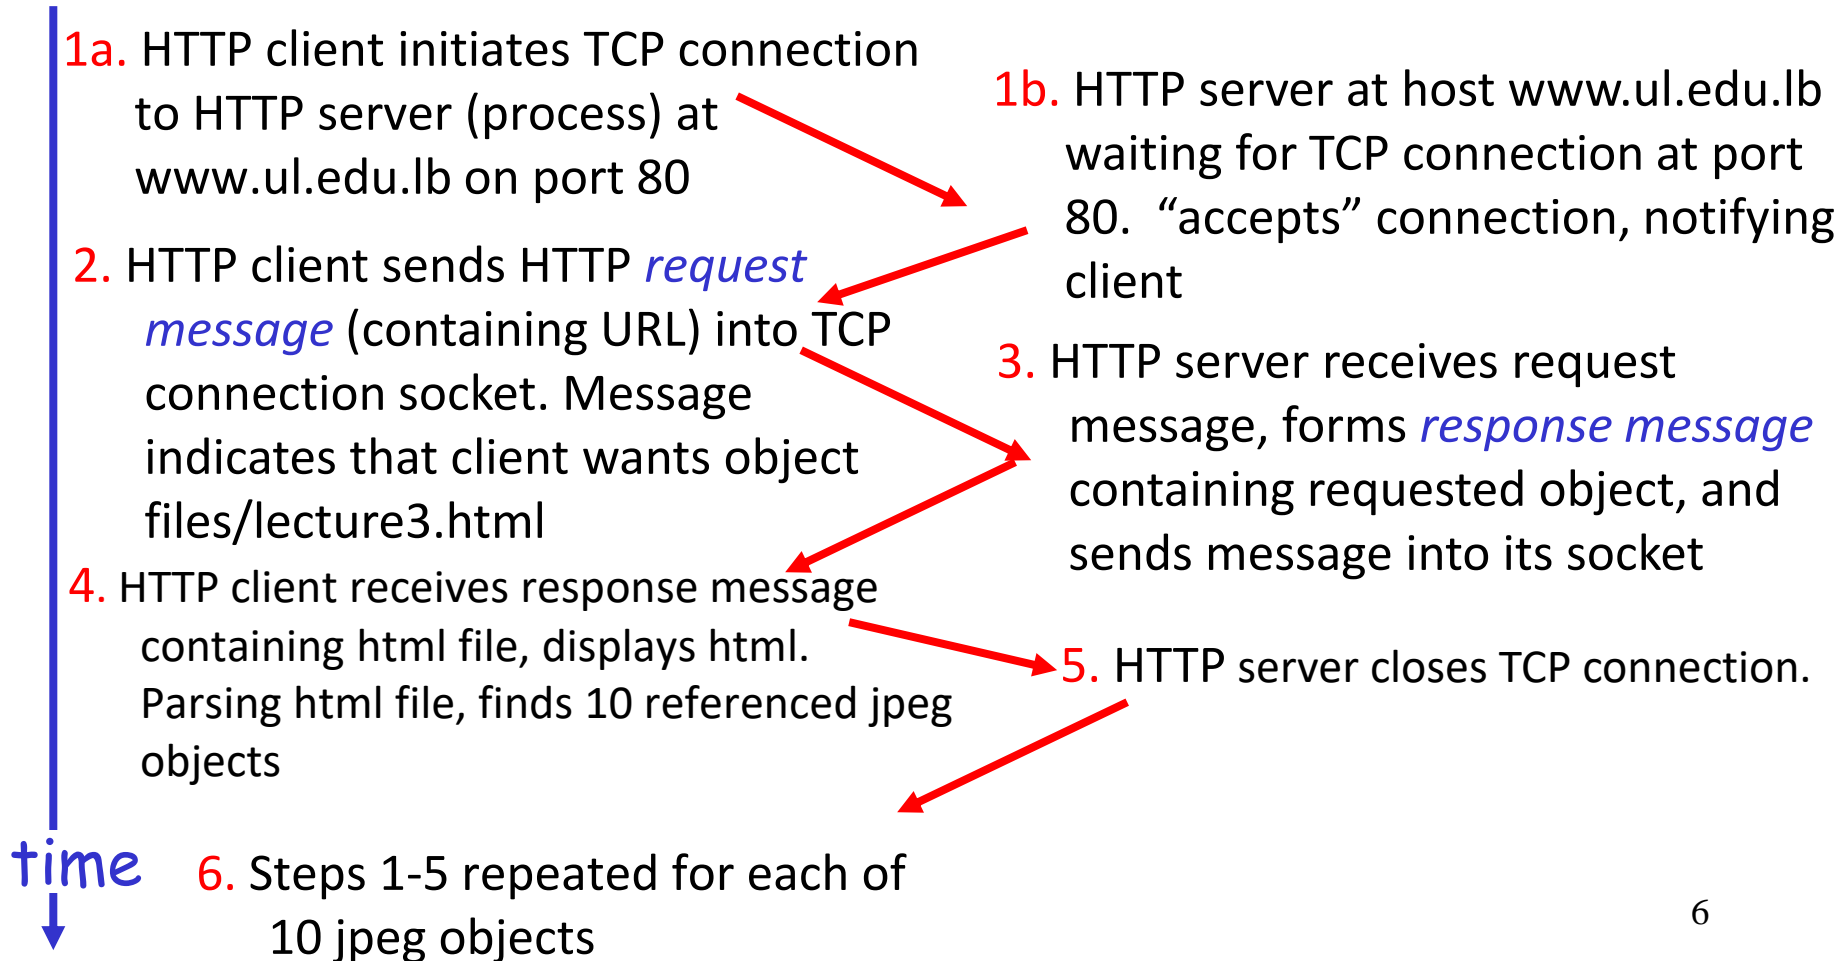 1a. HTTP client initiates TCP connection
to HTTP server (process) at
www.ul.edu.lb on port 80
1b. HTTP server at host www.ul.edu.lb
waiting for TCP connection at port
80. “accepts” connection, notifying
client
2. HTTP client sends HTTP request
message (containing URL) into TCP
connection socket. Message
indicates that client wants object
files/lecture3.html
3. HTTP server receives request
message, forms response message
containing requested object, and
sends message into its socket
4. HTTP client receives response message
containing html file, displays html.
Parsing html file, finds 10 referenced jpeg
objects
5. HTTP server closes TCP connection.
time
6. Steps 1-5 repeated for each of
10 jpeg objects
6